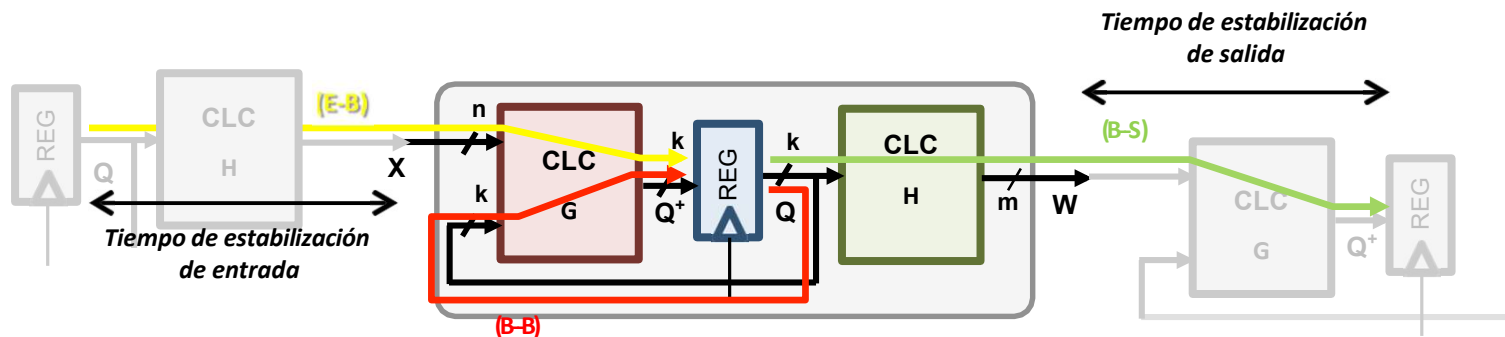 REG
Q
CLC
H
(E-B)
X
Tiempo de estabilización
de entrada
n
k
CLC
G
k
Q+
REG
k
Q
CLC
H
m
W
(B-B)
Tiempo de estabilización
de salida
(B-S)
CLC
G
Q+
REG